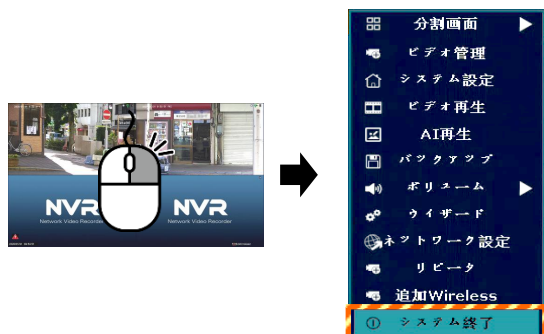 NVR
Network Video Recorder
NVR
Network Video Recorder
分割画面
ビデオ管理
システム設定
ビデオ再生
AI再生
バックアップ
ボリューム
ウィザード
ネットワーク設定
リピータ
追加Wireless
システム終了